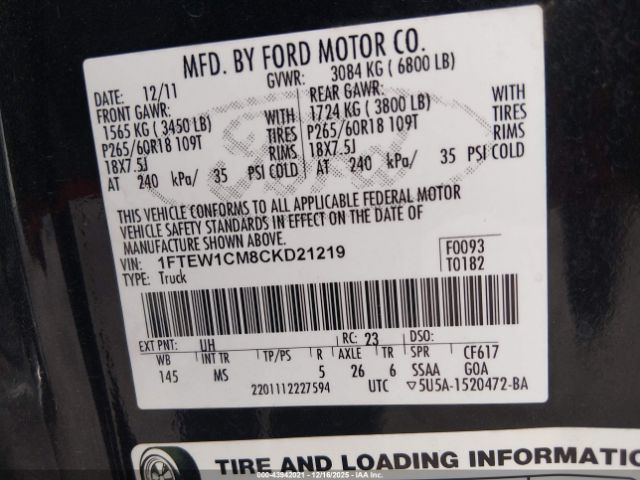 MFD. BY FORD MOTOR CO.
DATE: 12/11 GVWR: 3084 KG ( 6800 LB)
FRONT GAWR: REAR GAWR:
1565 KG ( 3450 LB) WITH 1724 KG ( 3800 LB) WITH
P265/60R18 109T TIRES P265/60R18 109T TIRES
18X7.5J RIMS 18X7.5J RIMS
AT 240 kPa/ 35 PSI COLD AT 240 kPa/ 35 PSI COLD
Ford
THIS VEHICLE CONFORMS TO ALL APPLICABLE FEDERAL MOTOR
VEHICLE SAFETY STANDARDS IN EFFECT ON THE DATE OF
MANUFACTURE SHOWN ABOVE.
VIN: 1FTEW1CM8CKD21219 F0093
TYPE: Truck T0182
EXT PNT: UH RC: 23 DSO:
WB INT TR TP/PS R AXLE TR SPR CF617
145 MS 5 26 6 SSAA GOA
2201112227594 UTC ▽5U5A-1520472-BA
TIRE AND LOADING INFORMATION
000-43942021 - 12/16/2025 - IAA Inc.